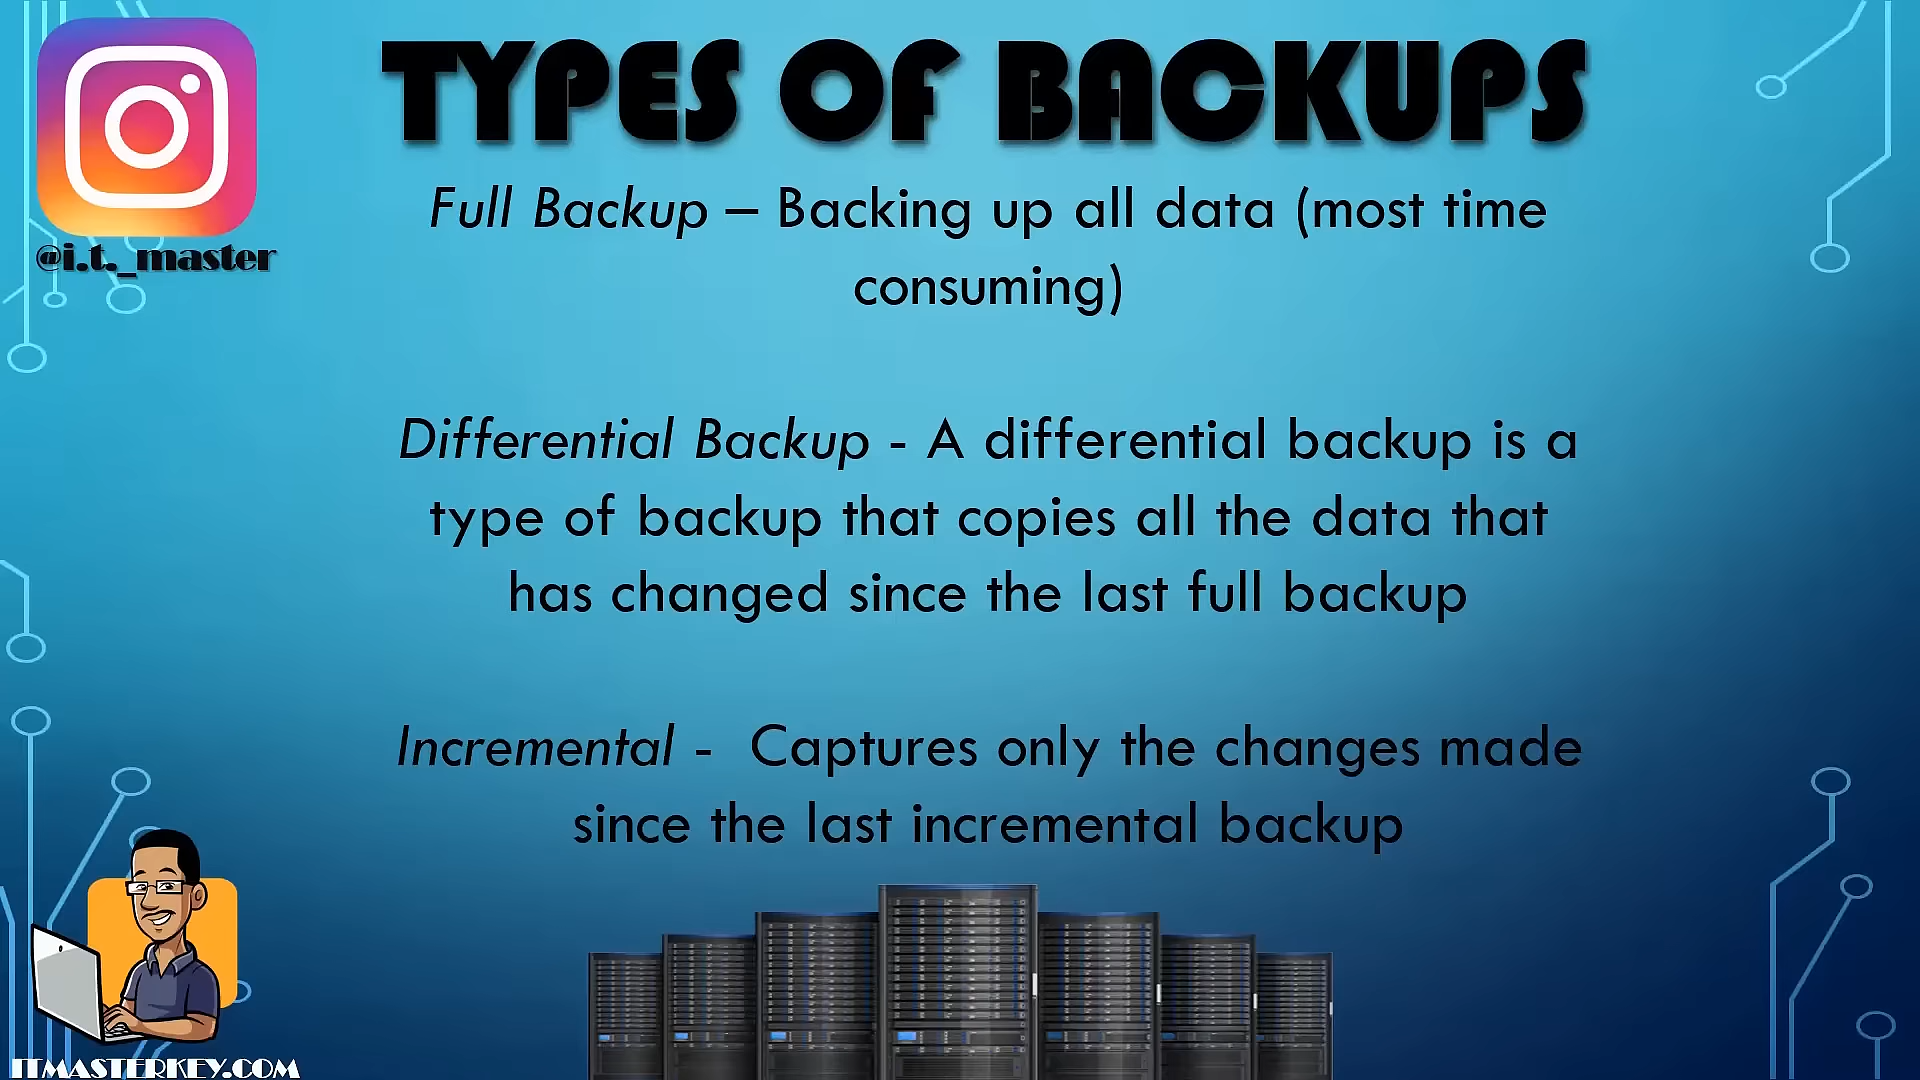 TYPES OF BACKUPS
@i.t._master
Full Backup – Backing up all data (most time
consuming)
Differential Backup - A differential backup is a
type of backup that copies all the data that
has changed since the last full backup
Incremental -  Captures only the changes made
since the last incremental backup
ITMASTERKEY.COM